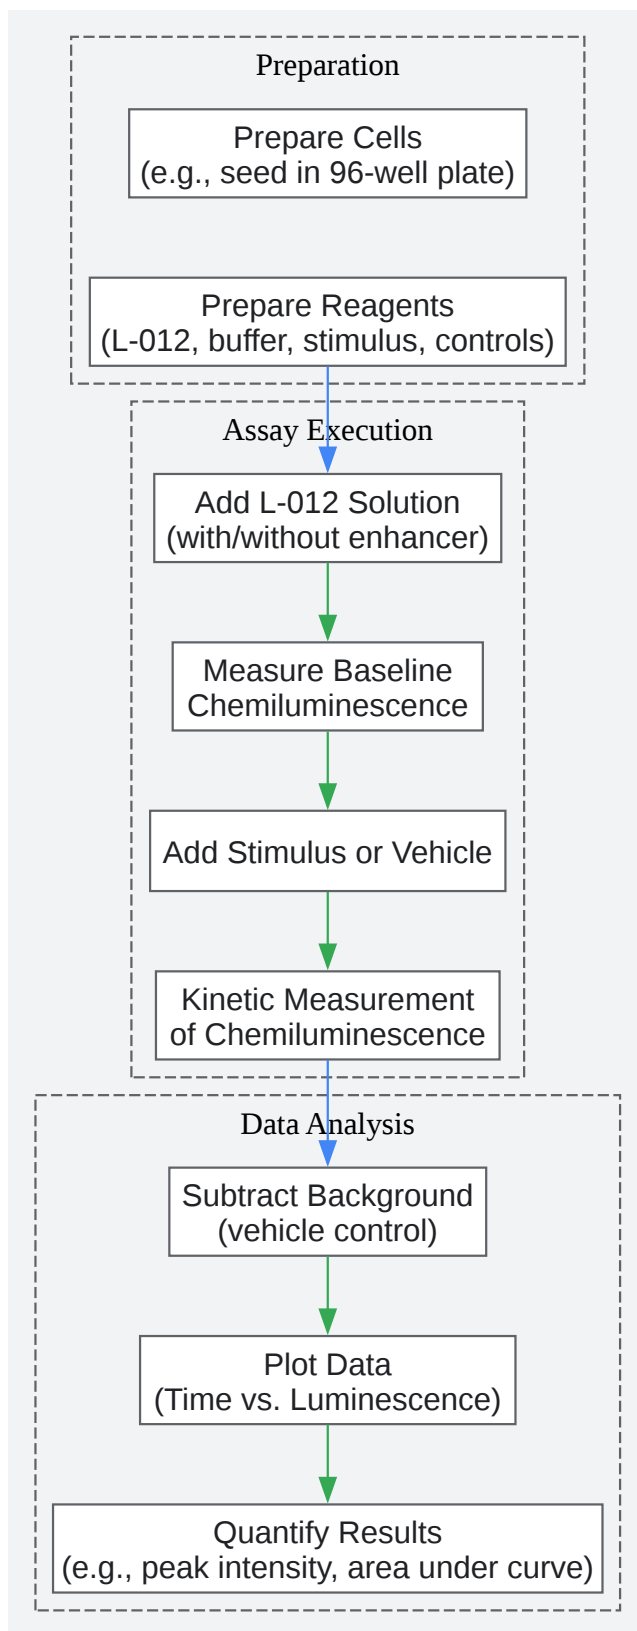 Preparation
Prepare Cells
(e.g., seed in 96-well plate)
Prepare Reagents
(L-012, buffer, stimulus, controls)
Assay Execution
Add L-012 Solution
(with/without enhancer)
Measure Baseline
Chemiluminescence
Add Stimulus or Vehicle
Kinetic Measurement
of Chemiluminescence
Data Analysis
Subtract Background
(vehicle control)
Plot Data
(Time vs. Luminescence)
Quantify Results
(e.g., peak intensity, area under curve)